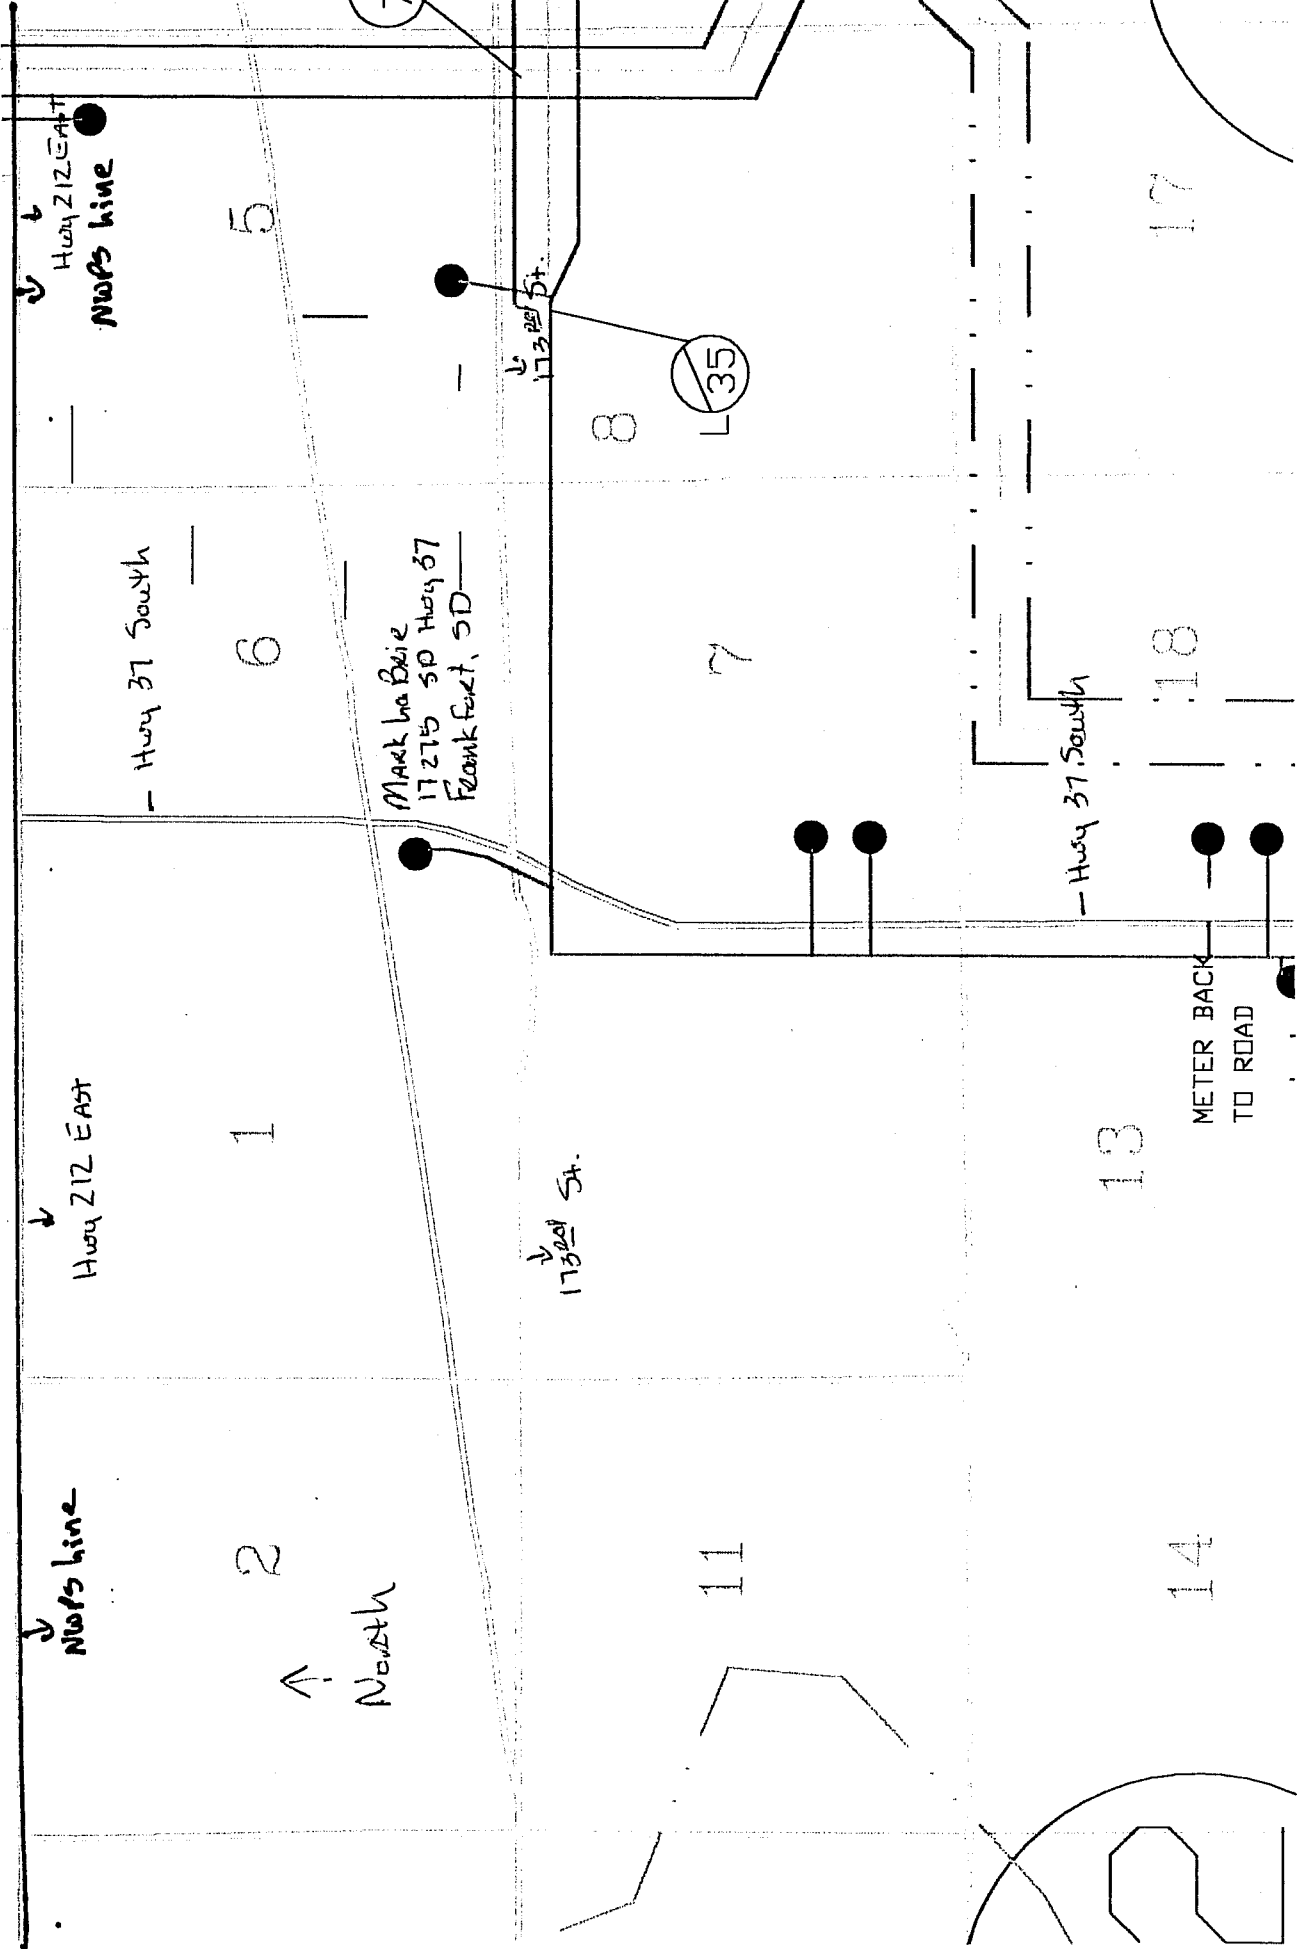 NWPS Line
Hwy 212 EAST
Hwy 212 EAST
NWPS Line
- Hwy 37 South
2
1
6
5
North
MARK LaBrie
17275 SD Hwy 37
Frankfort, SD
173RD St.
173RD St.
11
7
8
L 35
- Hwy 37 South
14
13
18
17
METER BACK
TO ROAD